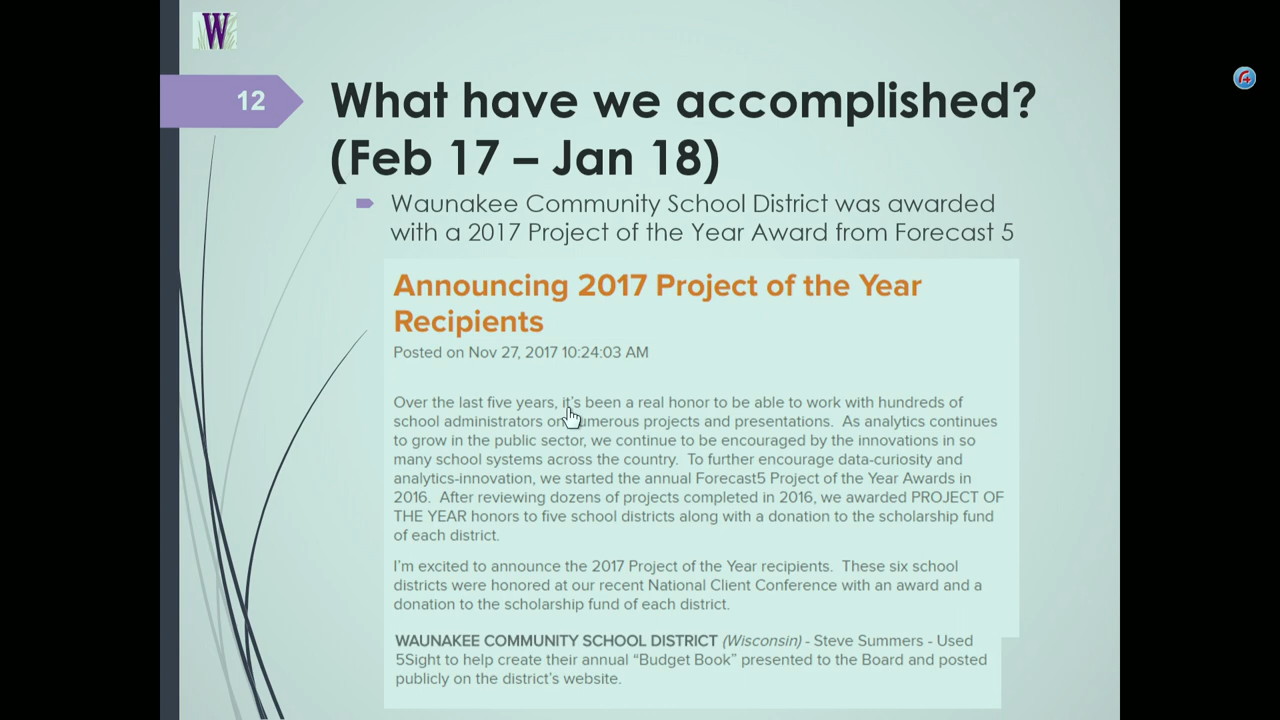 W
12
What have we accomplished?
(Feb 17 – Jan 18)
Waunakee Community School District was awarded
with a 2017 Project of the Year Award from Forecast 5
Announcing 2017 Project of the Year
Recipients
Posted on Nov 27, 2017 10:24:03 AM
Over the last five years, it's been a real honor to be able to work with hundreds of
school administrators on numerous projects and presentations. As analytics continues
to grow in the public sector, we continue to be encouraged by the innovations in so
many school systems across the country. To further encourage data-curiosity and
analytics-innovation, we started the annual Forecast5 Project of the Year Awards in
2016. After reviewing dozens of projects completed in 2016, we awarded PROJECT OF
THE YEAR honors to five school districts along with a donation to the scholarship fund
of each district.
I'm excited to announce the 2017 Project of the Year recipients. These six school
districts were honored at our recent National Client Conference with an award and a
donation to the scholarship fund of each district.
WAUNAKEE COMMUNITY SCHOOL DISTRICT (Wisconsin) - Steve Summers - Used
5Sight to help create their annual “Budget Book” presented to the Board and posted
publicly on the district's website.